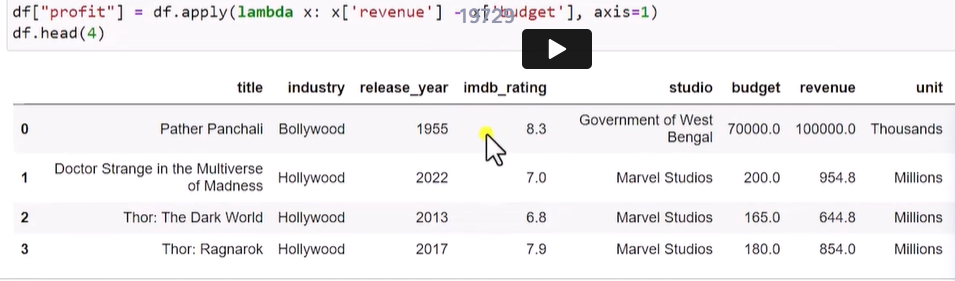 df["profit"] = df.apply(lambda x: x['revenue'] - x['budget'], axis=1)
19729
df.head(4)
title industry release_year imdb_rating studio budget revenue unit
0 Pather Panchali Bollywood 1955 8.3 Government of West Bengal 70000.0 100000.0 Thousands
1 Doctor Strange in the Multiverse of Madness Hollywood 2022 7.0 Marvel Studios 200.0 954.8 Millions
2 Thor: The Dark World Hollywood 2013 6.8 Marvel Studios 165.0 644.8 Millions
3 Thor: Ragnarok Hollywood 2017 7.9 Marvel Studios 180.0 854.0 Millions